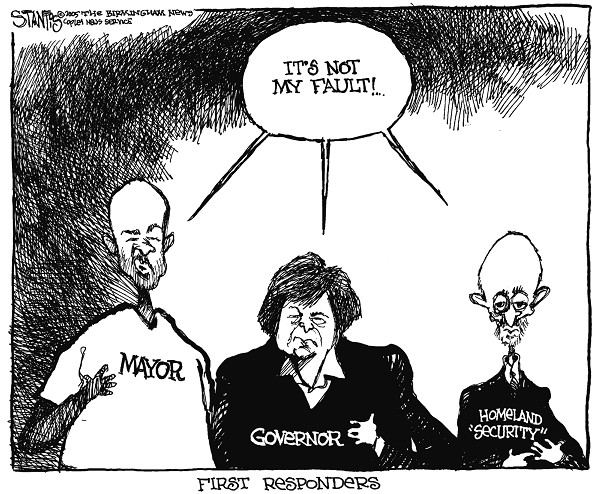 STANTIS ©2005 THE BIRMINGHAM NEWS
COPLEY NEWS SERVICE
IT'S NOT
MY FAULT!...
MAYOR
GOVERNOR
HOMELAND
"SECURITY"
FIRST RESPONDERS